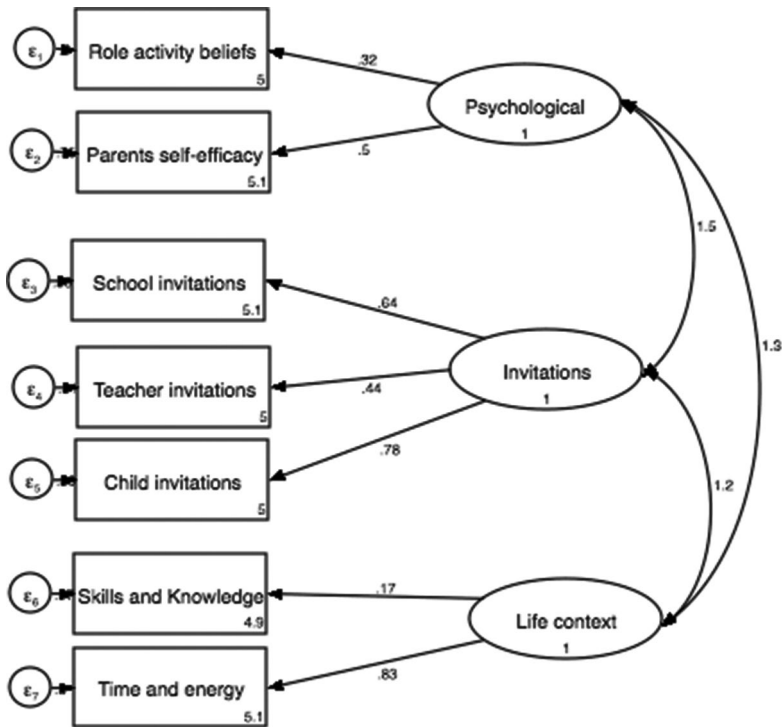 ε1
Role activity beliefs
5
.32
Psychological
1
ε2
Parents self-efficacy
5.1
.5
1.5
ε3
School invitations
5.1
.64
1.3
Invitations
1
ε4
Teacher invitations
5
.44
ε5
Child invitations
5
.78
1.2
ε6
Skills and Knowledge
4.9
.17
Life context
1
ε7
Time and energy
5.1
.83